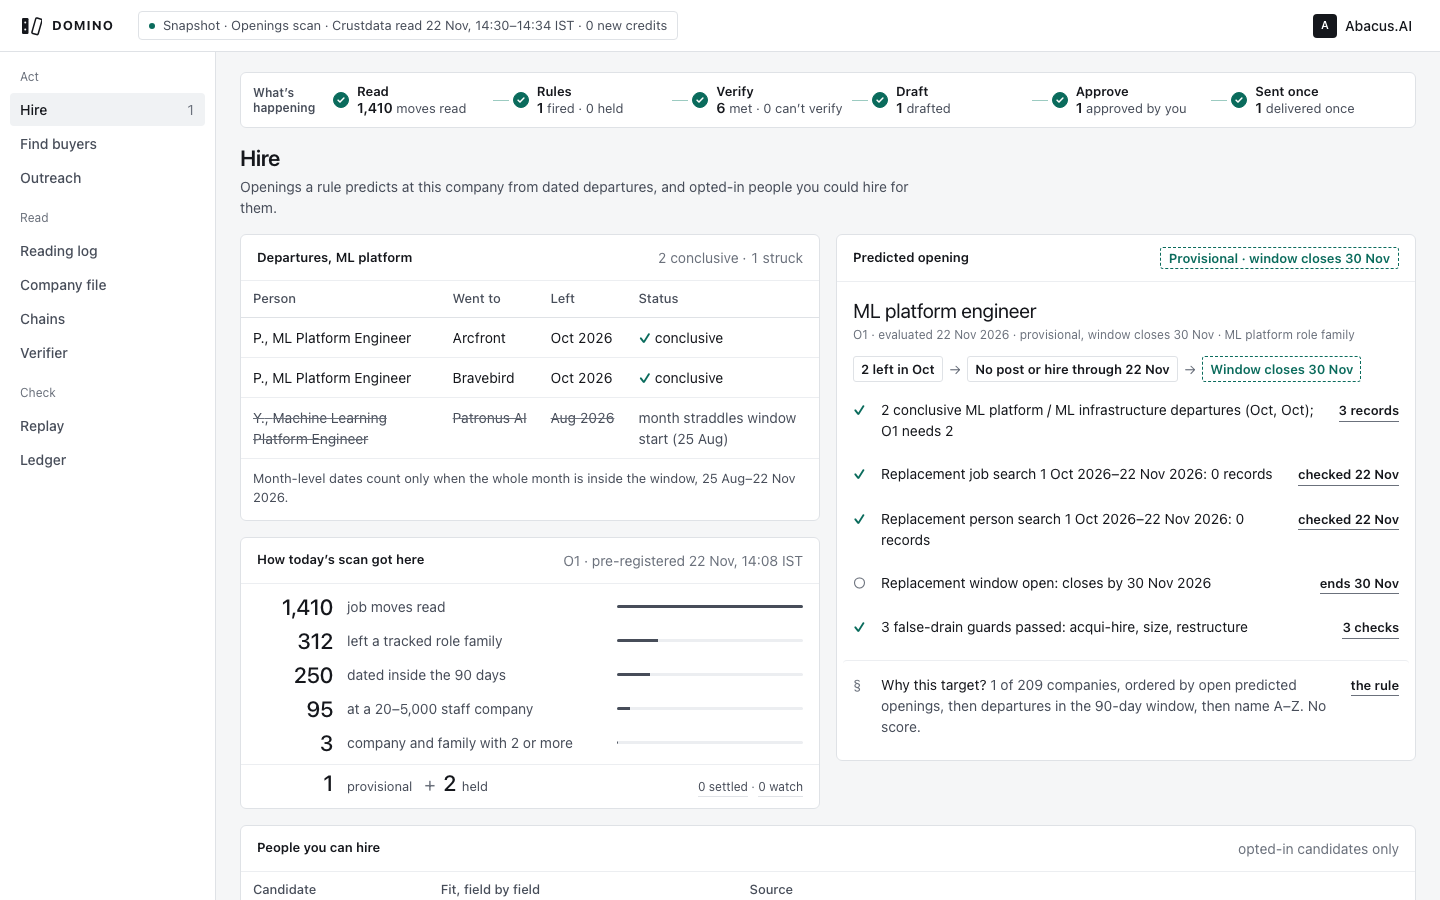 DOMINO
Snapshot · Openings scan · Crustdata read 22 Nov, 14:30–14:34 IST · 0 new credits
A
Abacus.AI
Act
Hire 1
Find buyers
Outreach
Read
Reading log
Company file
Chains
Verifier
Check
Replay
Ledger
What's
happening
Read
1,410 moves read
Rules
1 fired · 0 held
Verify
6 met · 0 can't verify
Draft
1 drafted
Approve
1 approved by you
Sent once
1 delivered once
Hire
Openings a rule predicts at this company from dated departures, and opted-in people you could hire for
them.
Departures, ML platform 2 conclusive · 1 struck
Person Went to Left Status
P., ML Platform Engineer Arcfront Oct 2026 ✓ conclusive
P., ML Platform Engineer Bravebird Oct 2026 ✓ conclusive
Y., Machine Learning Patronus AI Aug 2026 month straddles window
Platform Engineer start (25 Aug)
Month-level dates count only when the whole month is inside the window, 25 Aug–22 Nov
2026.
How today's scan got here O1 · pre-registered 22 Nov, 14:08 IST
1,410 job moves read
312 left a tracked role family
250 dated inside the 90 days
95 at a 20–5,000 staff company
3 company and family with 2 or more
1 provisional + 2 held 0 settled · 0 watch
Predicted opening Provisional · window closes 30 Nov
ML platform engineer
O1 · evaluated 22 Nov 2026 · provisional, window closes 30 Nov · ML platform role family
2 left in Oct → No post or hire through 22 Nov → Window closes 30 Nov
✓ 2 conclusive ML platform / ML infrastructure departures (Oct, Oct); 3 records
O1 needs 2
✓ Replacement job search 1 Oct 2026–22 Nov 2026: 0 records checked 22 Nov
✓ Replacement person search 1 Oct 2026–22 Nov 2026: 0 checked 22 Nov
records
Replacement window open: closes by 30 Nov 2026 ends 30 Nov
✓ 3 false-drain guards passed: acqui-hire, size, restructure 3 checks
§ Why this target? 1 of 209 companies, ordered by open predicted the rule
openings, then departures in the 90-day window, then name A–Z. No
score.
People you can hire opted-in candidates only
Candidate Fit, field by field Source